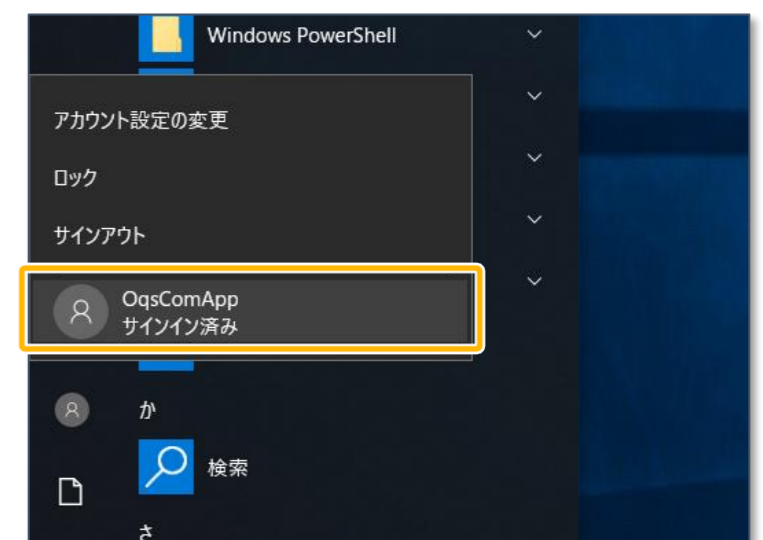 Windows PowerShell
アカウント設定の変更
ロック
サインアウト
OqsComApp
サインイン済み
か
検索
さ